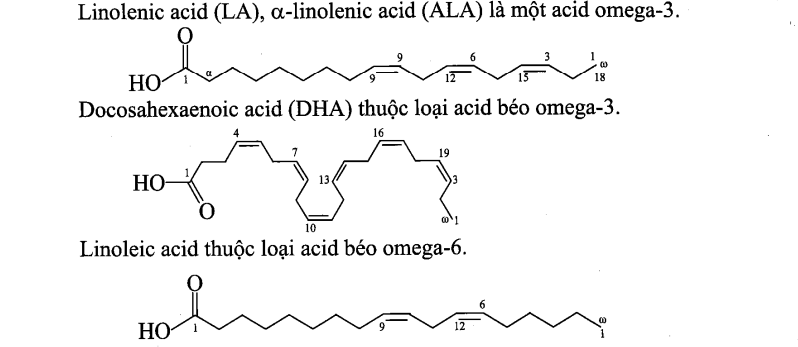 Linolenic acid (LA), α-linolenic acid (ALA) là một acid omega-3.
O
9 6 3 1 ω
HO 1 α 9 12 15 18
Docosahexaenoic acid (DHA) thuộc loại acid béo omega-3.
4 16
7 19
1
HO 13 3
O
10 ω 1
Linoleic acid thuộc loại acid béo omega-6.
O
6 ω
HO 1 9 12 1